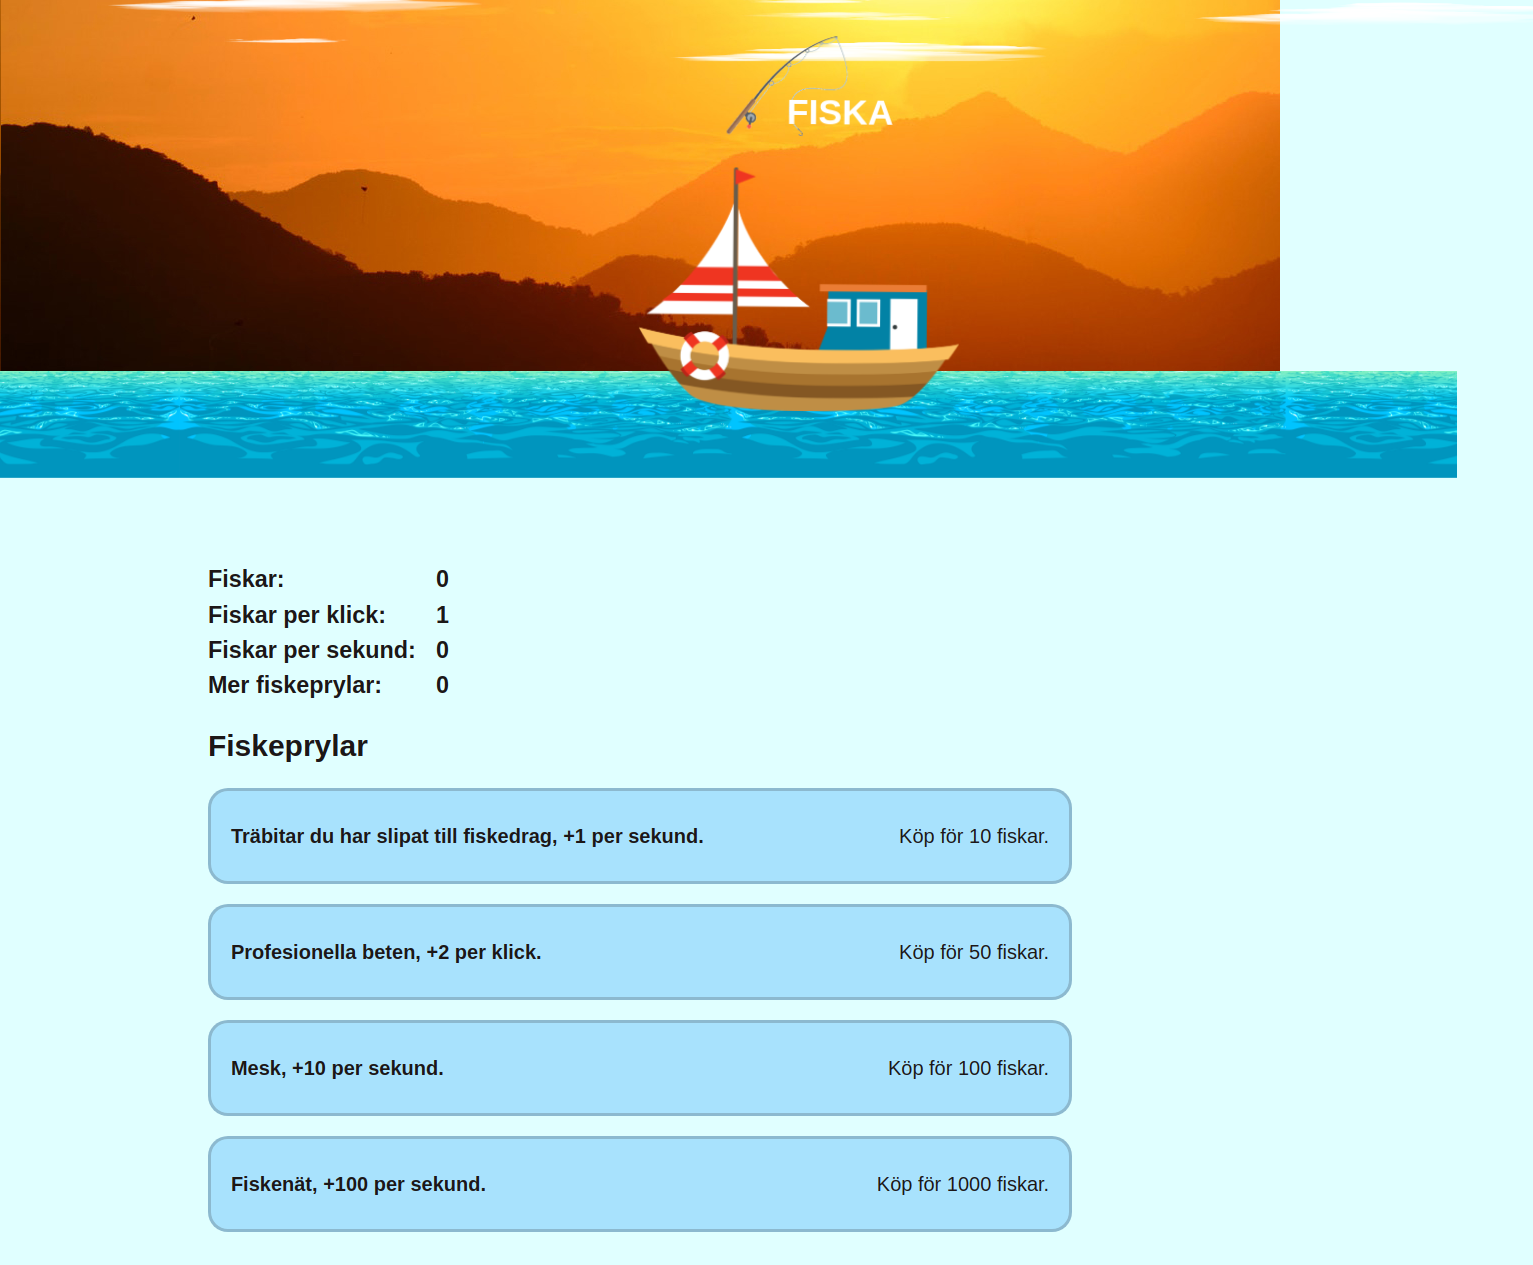 FISKA
Fiskar: 0
Fiskar per klick: 1
Fiskar per sekund: 0
Mer fiskeprylar: 0
Fiskeprylar
Träbitar du har slipat till fiskedrag, +1 per sekund. Köp för 10 fiskar.
Profesionella beten, +2 per klick. Köp för 50 fiskar.
Mesk, +10 per sekund. Köp för 100 fiskar.
Fiskenät, +100 per sekund. Köp för 1000 fiskar.